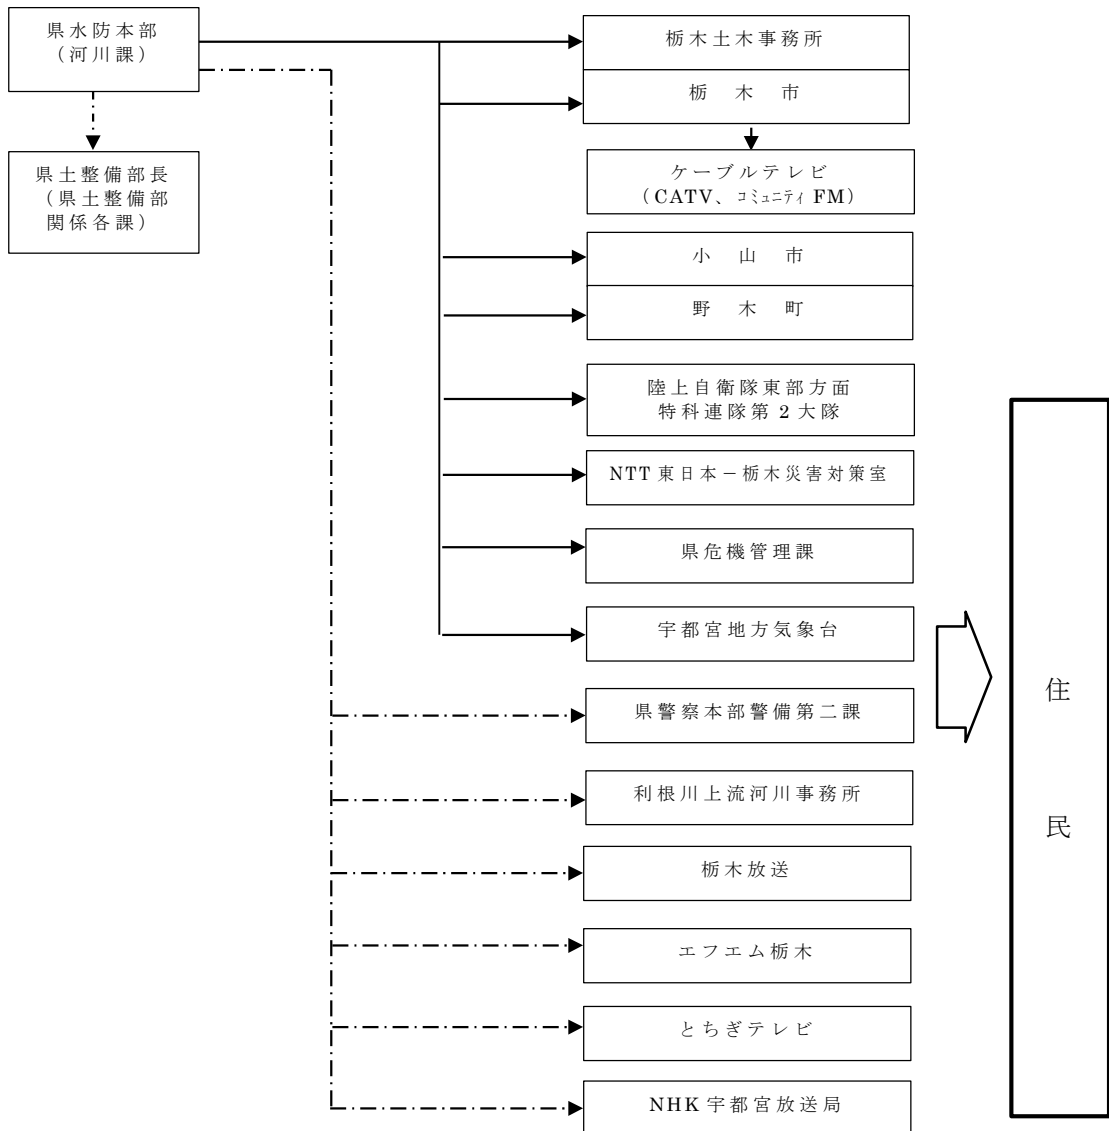 県水防本部
(河川課)
県土整備部長
(県土整備部
関係各課)
栃木土木事務所
栃木市
ケーブルテレビ
(CATV、コミュニティFM)
小山市
野木町
陸上自衛隊東部方面
特科連隊第2大隊
NTT東日本－栃木災害対策室
県危機管理課
宇都宮地方気象台
県警察本部警備第二課
利根川上流河川事務所
栃木放送
エフエム栃木
とちぎテレビ
NHK宇都宮放送局
住民